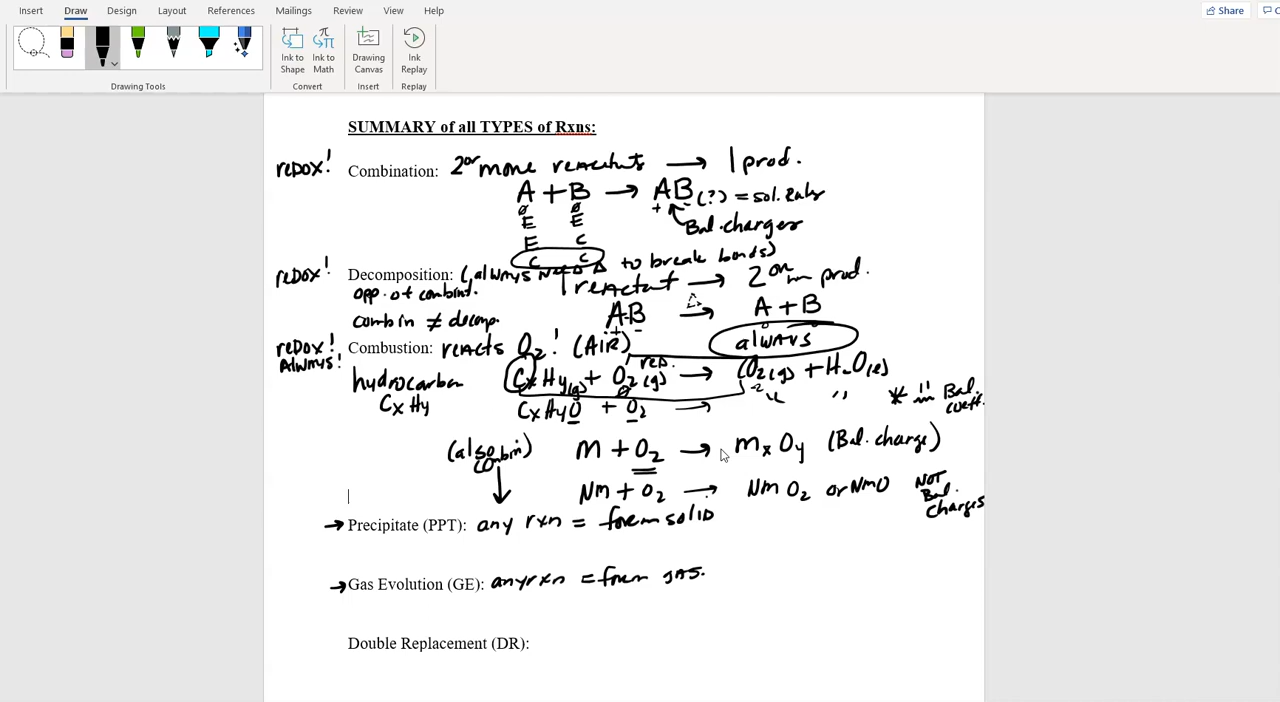 Insert Draw Design Layout References Mailings Review View Help Share
Ink to Shape Ink to Math Drawing Canvas Ink Replay
Drawing Tools Convert Insert Replay
SUMMARY of all TYPES of Rxns:
redox! Combination: 2 or more reactants → 1 prod.
A + B → AB (?) = sol. Rules
Ø Ø + -
E E Bal. charges
E C
C C
redox! Decomposition: (always need Δ to break bonds)
opp. of combint. 1 reactant → 2 or prod.
combin ≠ decomp. AB Δ → A + B
+ -
redox! Combustion: reacts O2! (AIR) always
Always!
hydrocarbon CxHy(g) + O2(g) → CO2(g) + H2O(l)
CxHy CxHyO + O2 → " " * Bal. coeff.
(also combin) M + O2 → MxOy (Bal. charge)
Nm + O2 → NmO2 or NmO NOT Bal. charges
→ Precipitate (PPT): any rxn = form solid
→ Gas Evolution (GE): any rxn = form gas.
Double Replacement (DR):